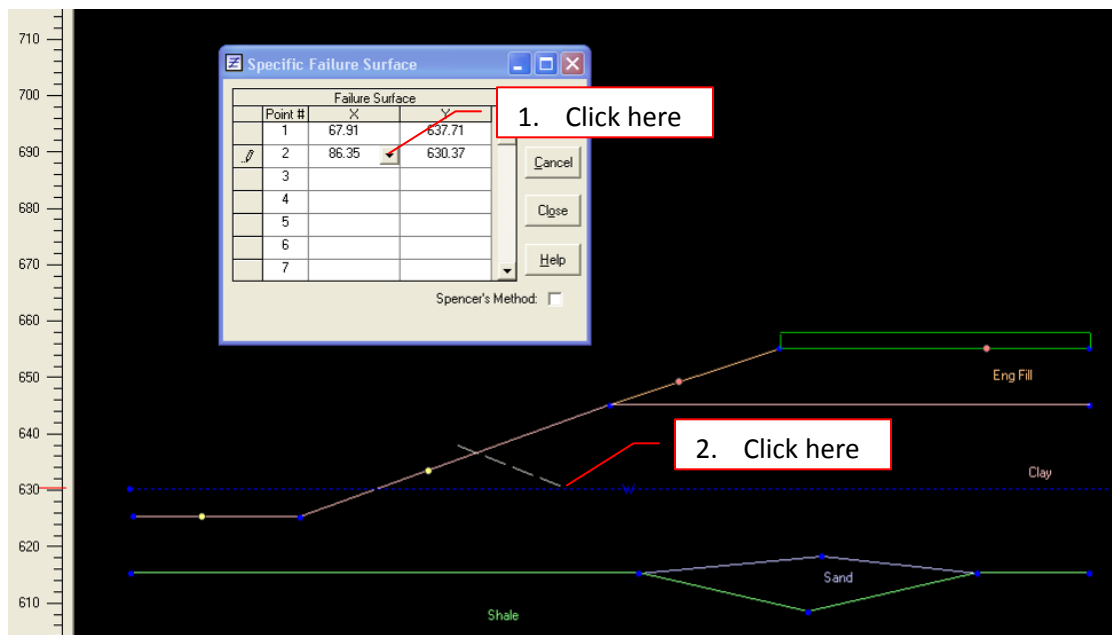 710
700
690
680
670
660
650
640
630
620
610
Specific Failure Surface
Failure Surface
Point # X Y
1 67.91 637.71
2 86.35 630.37
3
4
5
6
7
Cancel
Close
Help
Spencer's Method:
1. Click here
2. Click here
Eng Fill
Clay
Sand
Shale